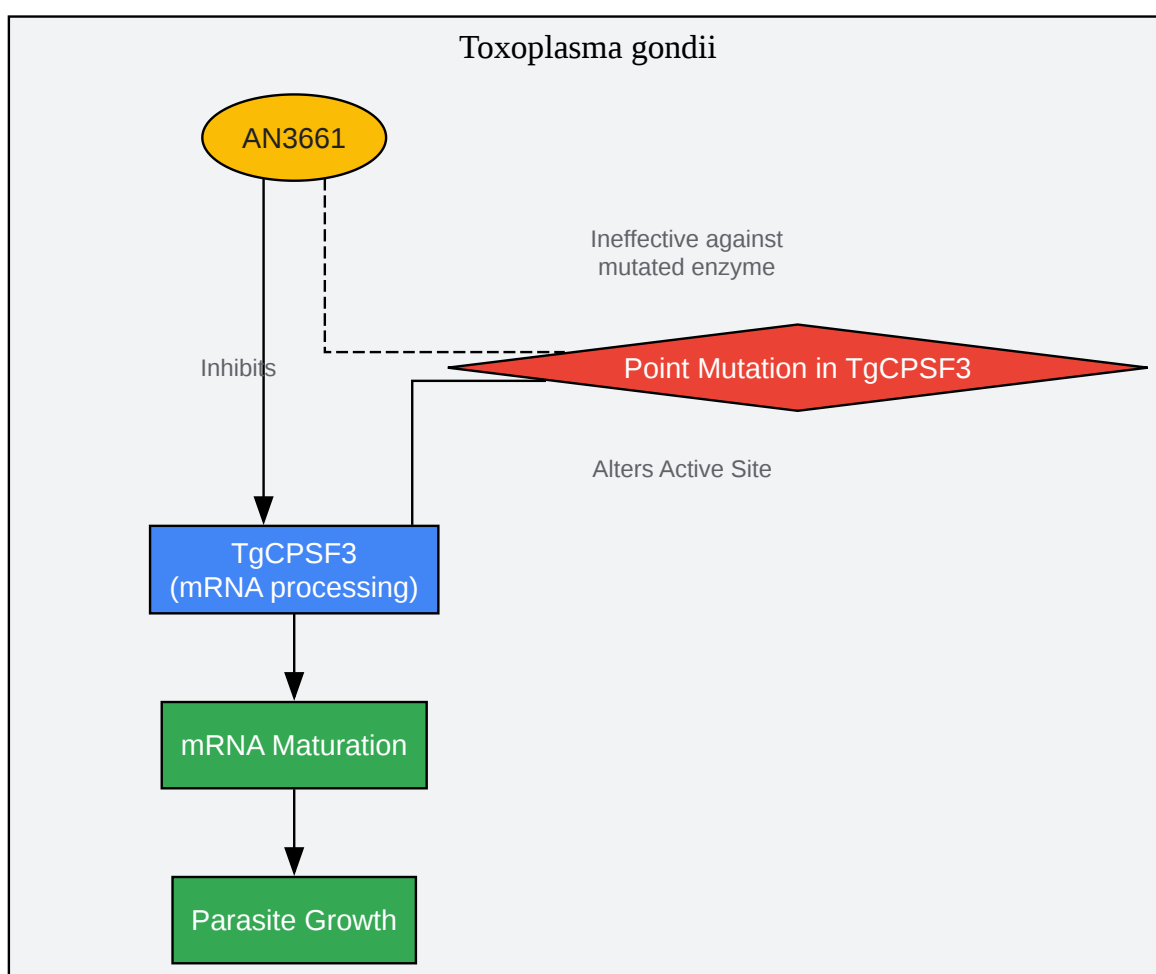 Toxoplasma gondii
AN3661
Ineffective against
mutated enzyme
Inhibits
Point Mutation in TgCPSF3
Alters Active Site
TgCPSF3
(mRNA processing)
mRNA Maturation
Parasite Growth